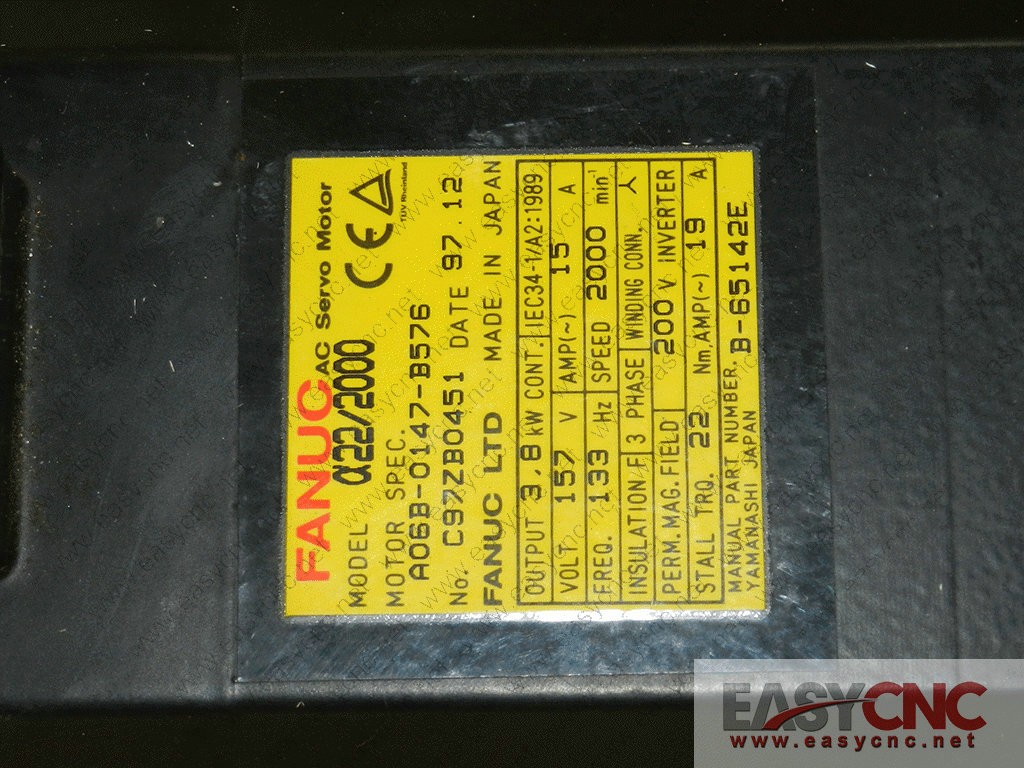 FANUC AC Servo Motor
MODEL α22/2000
TUV Rheinland
MOTOR SPEC.
A06B-0147-B576
No. C97ZB0451 DATE 97.12
FANUC LTD MADE IN JAPAN
OUTPUT 3.8 kW CONT. IEC34-1/A2:1989
VOLT 157 V AMP(~) 15 A
FREQ. 133 Hz SPEED 2000 min⁻¹
INSULATION F 3 PHASE WINDING CONN. Y
PERM.MAG.FIELD 200 V INVERTER
STALL TRQ. 22 Nm.AMP(~) 19 A.
MANUAL PART NUMBER. B-65142E
YAMANASHI JAPAN
EASYCNC
www.easycnc.net